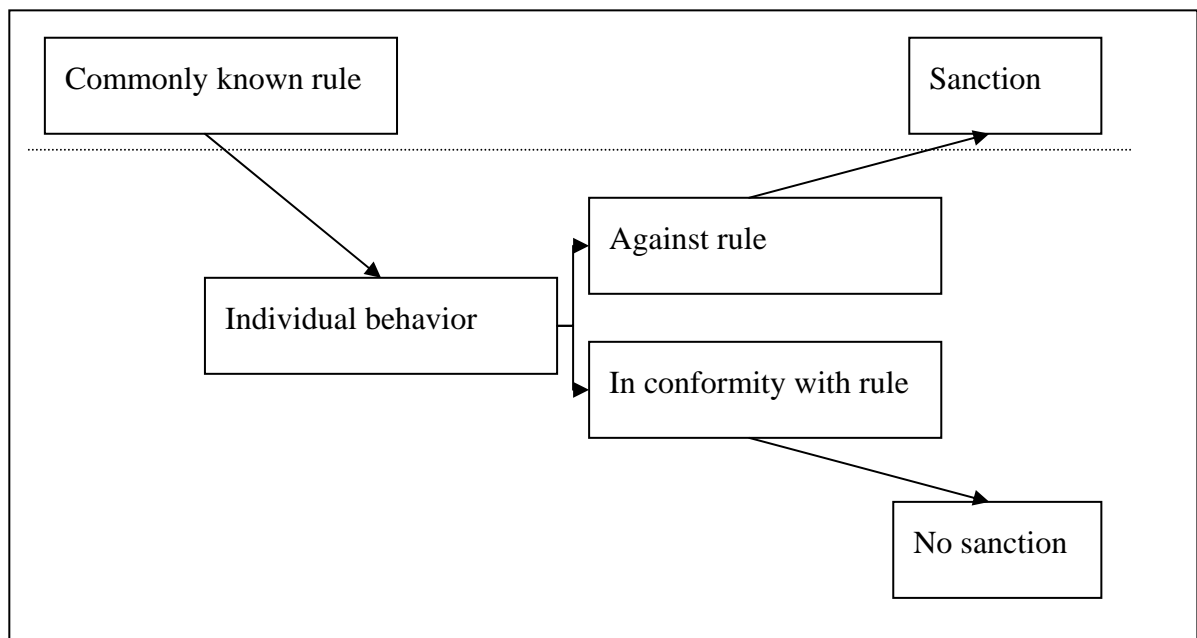 Commonly known rule
Sanction
Against rule
Individual behavior
In conformity with rule
No sanction